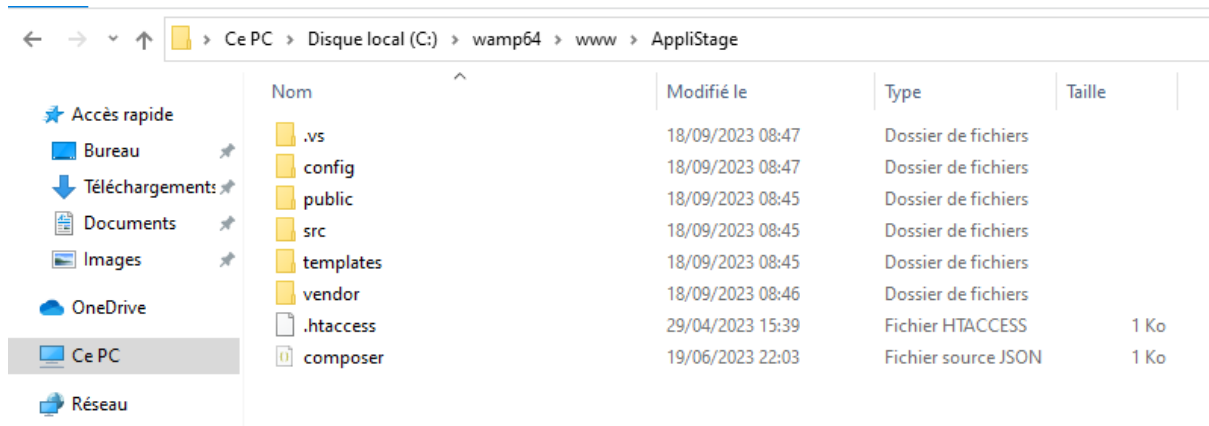 Ce PC > Disque local (C:) > wamp64 > www > AppliStage
Nom Modifié le Type Taille
Accès rapide
Bureau
Téléchargements
Documents
Images
OneDrive
Ce PC
Réseau
.vs 18/09/2023 08:47 Dossier de fichiers
config 18/09/2023 08:47 Dossier de fichiers
public 18/09/2023 08:45 Dossier de fichiers
src 18/09/2023 08:45 Dossier de fichiers
templates 18/09/2023 08:45 Dossier de fichiers
vendor 18/09/2023 08:46 Dossier de fichiers
.htaccess 29/04/2023 15:39 Fichier HTACCESS 1 Ko
composer 19/06/2023 22:03 Fichier source JSON 1 Ko